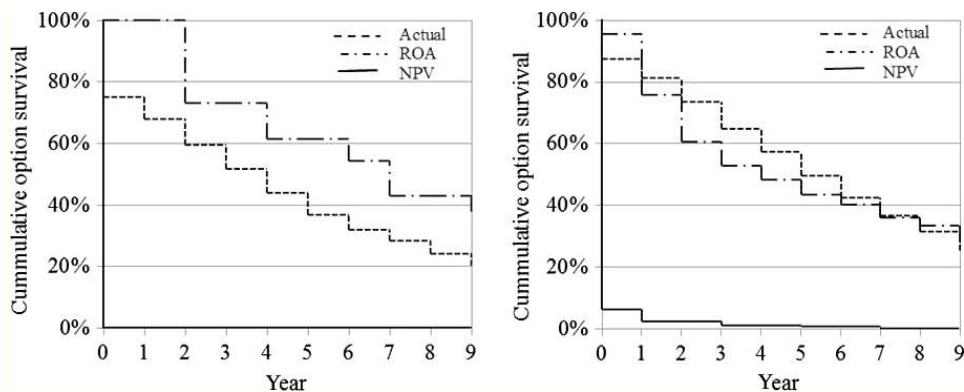 Cummulative option survival
100%
80%
60%
40%
20%
0%
0 1 2 3 4 5 6 7 8 9
Year
Actual
ROA
NPV
Cummulative option survival
100%
80%
60%
40%
20%
0%
0 1 2 3 4 5 6 7 8 9
Year
Actual
ROA
NPV